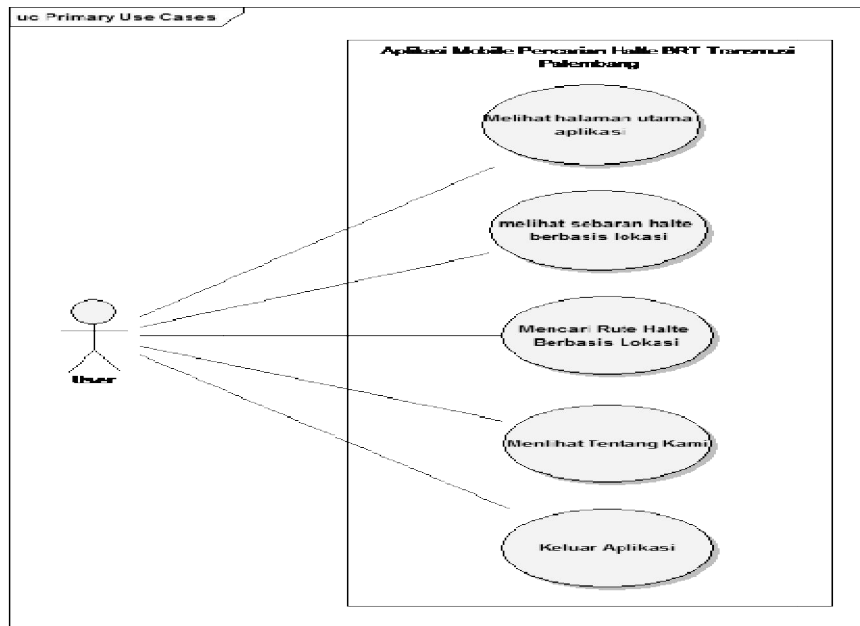 uc Primary Use Cases
Aplikasi Mobile Pencarian Halte BRT Transmusi
Palembang
Melihat halaman utama
aplikasi
melihat sebaran halte
berbasis lokasi
Mencari Rute Halte
Berbasis Lokasi
User
Menlihat Tentang Kami
Keluar Aplikasi